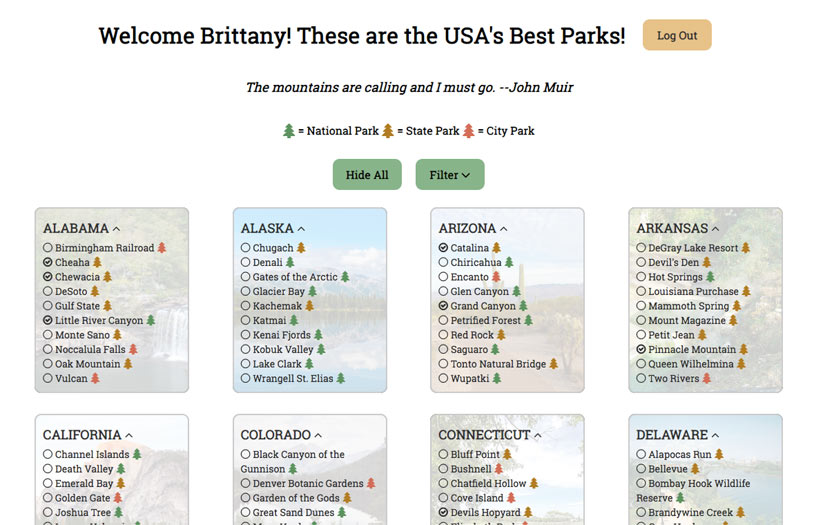 Welcome Brittany! These are the USA's Best Parks!
Log Out
The mountains are calling and I must go. --John Muir
= National Park = State Park = City Park
Hide All
Filter
ALABAMA
Birmingham Railroad
Cheaha
Chewacia
DeSoto
Gulf State
Little River Canyon
Monte Sano
Noccalula Falls
Oak Mountain
Vulcan
ALASKA
Chugach
Denali
Gates of the Arctic
Glacier Bay
Kachemak
Katmai
Kenai Fjords
Kobuk Valley
Lake Clark
Wrangell St. Elias
ARIZONA
Catalina
Chiricahua
Encanto
Glen Canyon
Grand Canyon
Petrified Forest
Red Rock
Saguaro
Tonto Natural Bridge
Wupatki
ARKANSAS
DeGray Lake Resort
Devil's Den
Hot Springs
Louisiana Purchase
Mammoth Spring
Mount Magazine
Petit Jean
Pinnacle Mountain
Queen Wilhelmina
Two Rivers
CALIFORNIA
Channel Islands
Death Valley
Emerald Bay
Golden Gate
Joshua Tree
COLORADO
Black Canyon of the
Gunnison
Denver Botanic Gardens
Garden of the Gods
Great Sand Dunes
CONNECTICUT
Bluff Point
Bushnell
Chatfield Hollow
Cove Island
Devils Hopyard
DELAWARE
Alapocas Run
Bellevue
Bombay Hook Wildlife
Reserve
Brandywine Creek